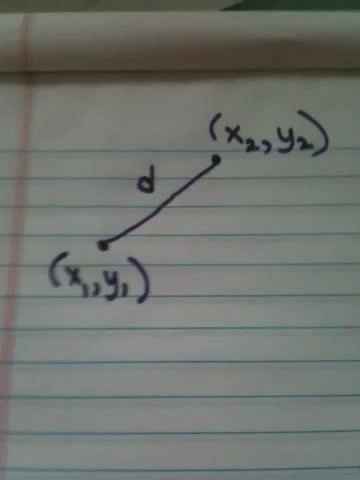 (x₂, y₂)
d
(x₁, y₁)